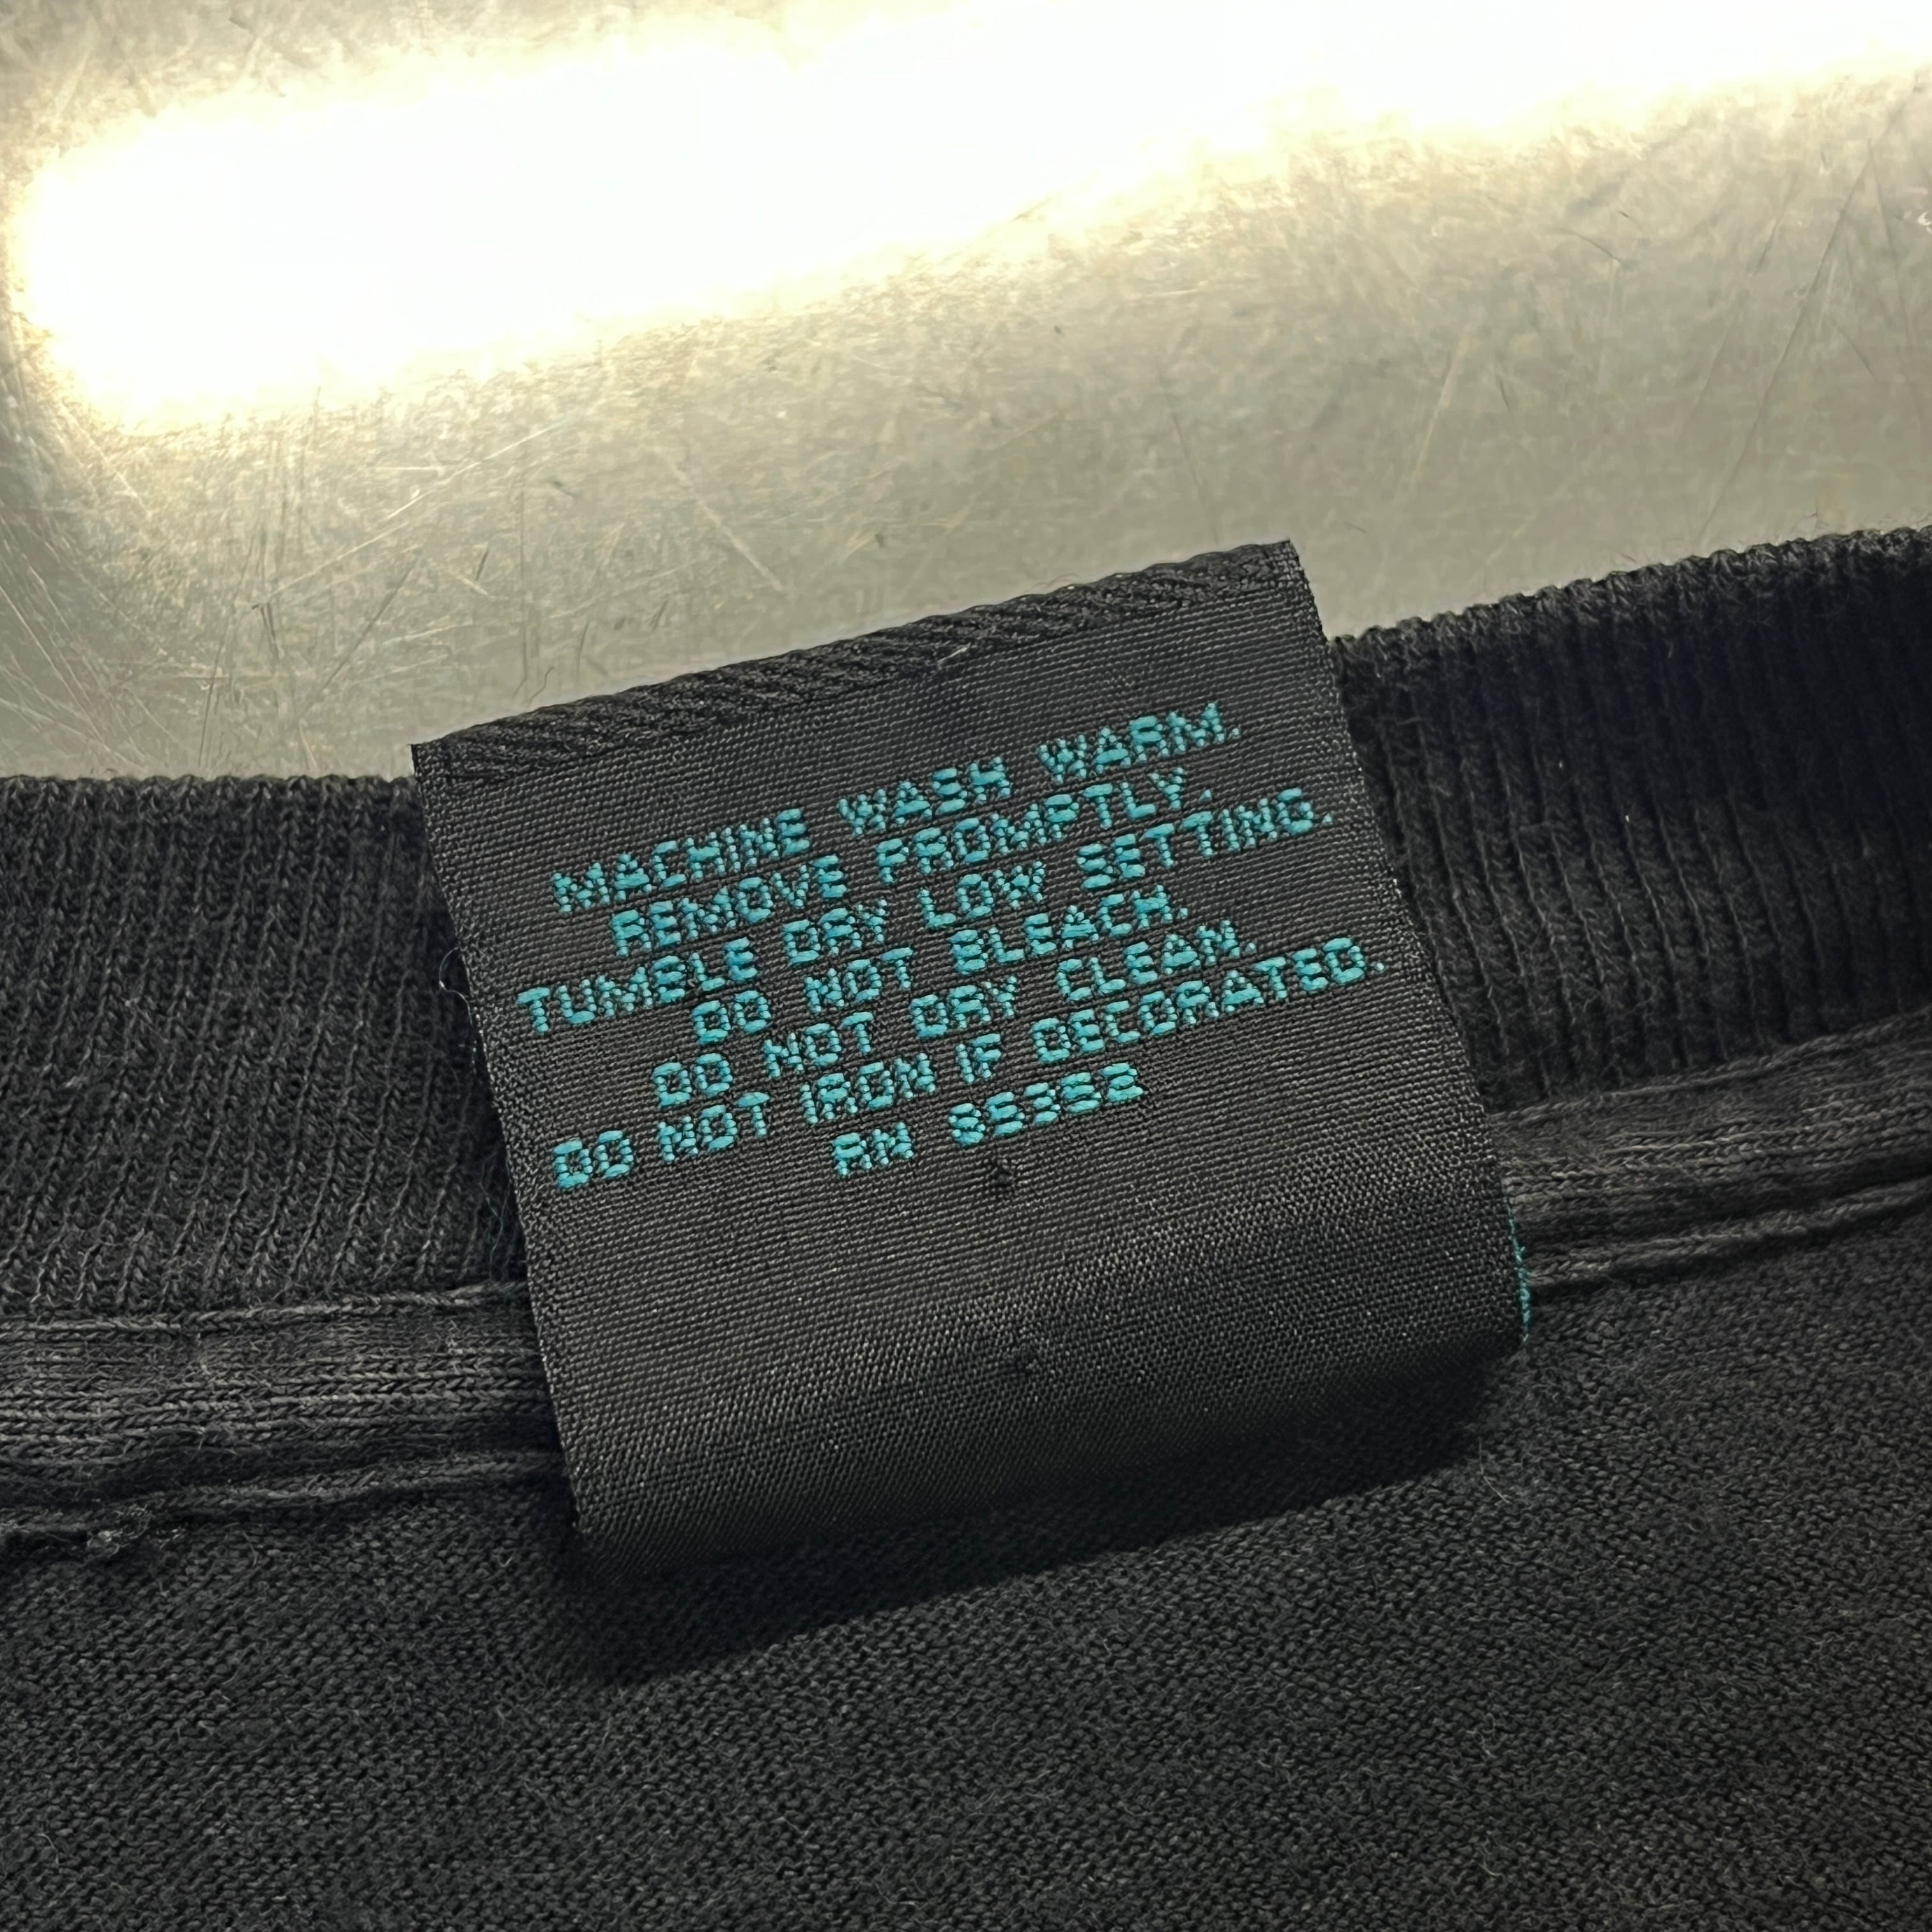 MACHINE WASH WARM.
REMOVE PROMPTLY.
TUMBLE DRY LOW SETTING.
DO NOT BLEACH.
DO NOT DRY CLEAN.
DO NOT IRON IF DECORATED.
RN